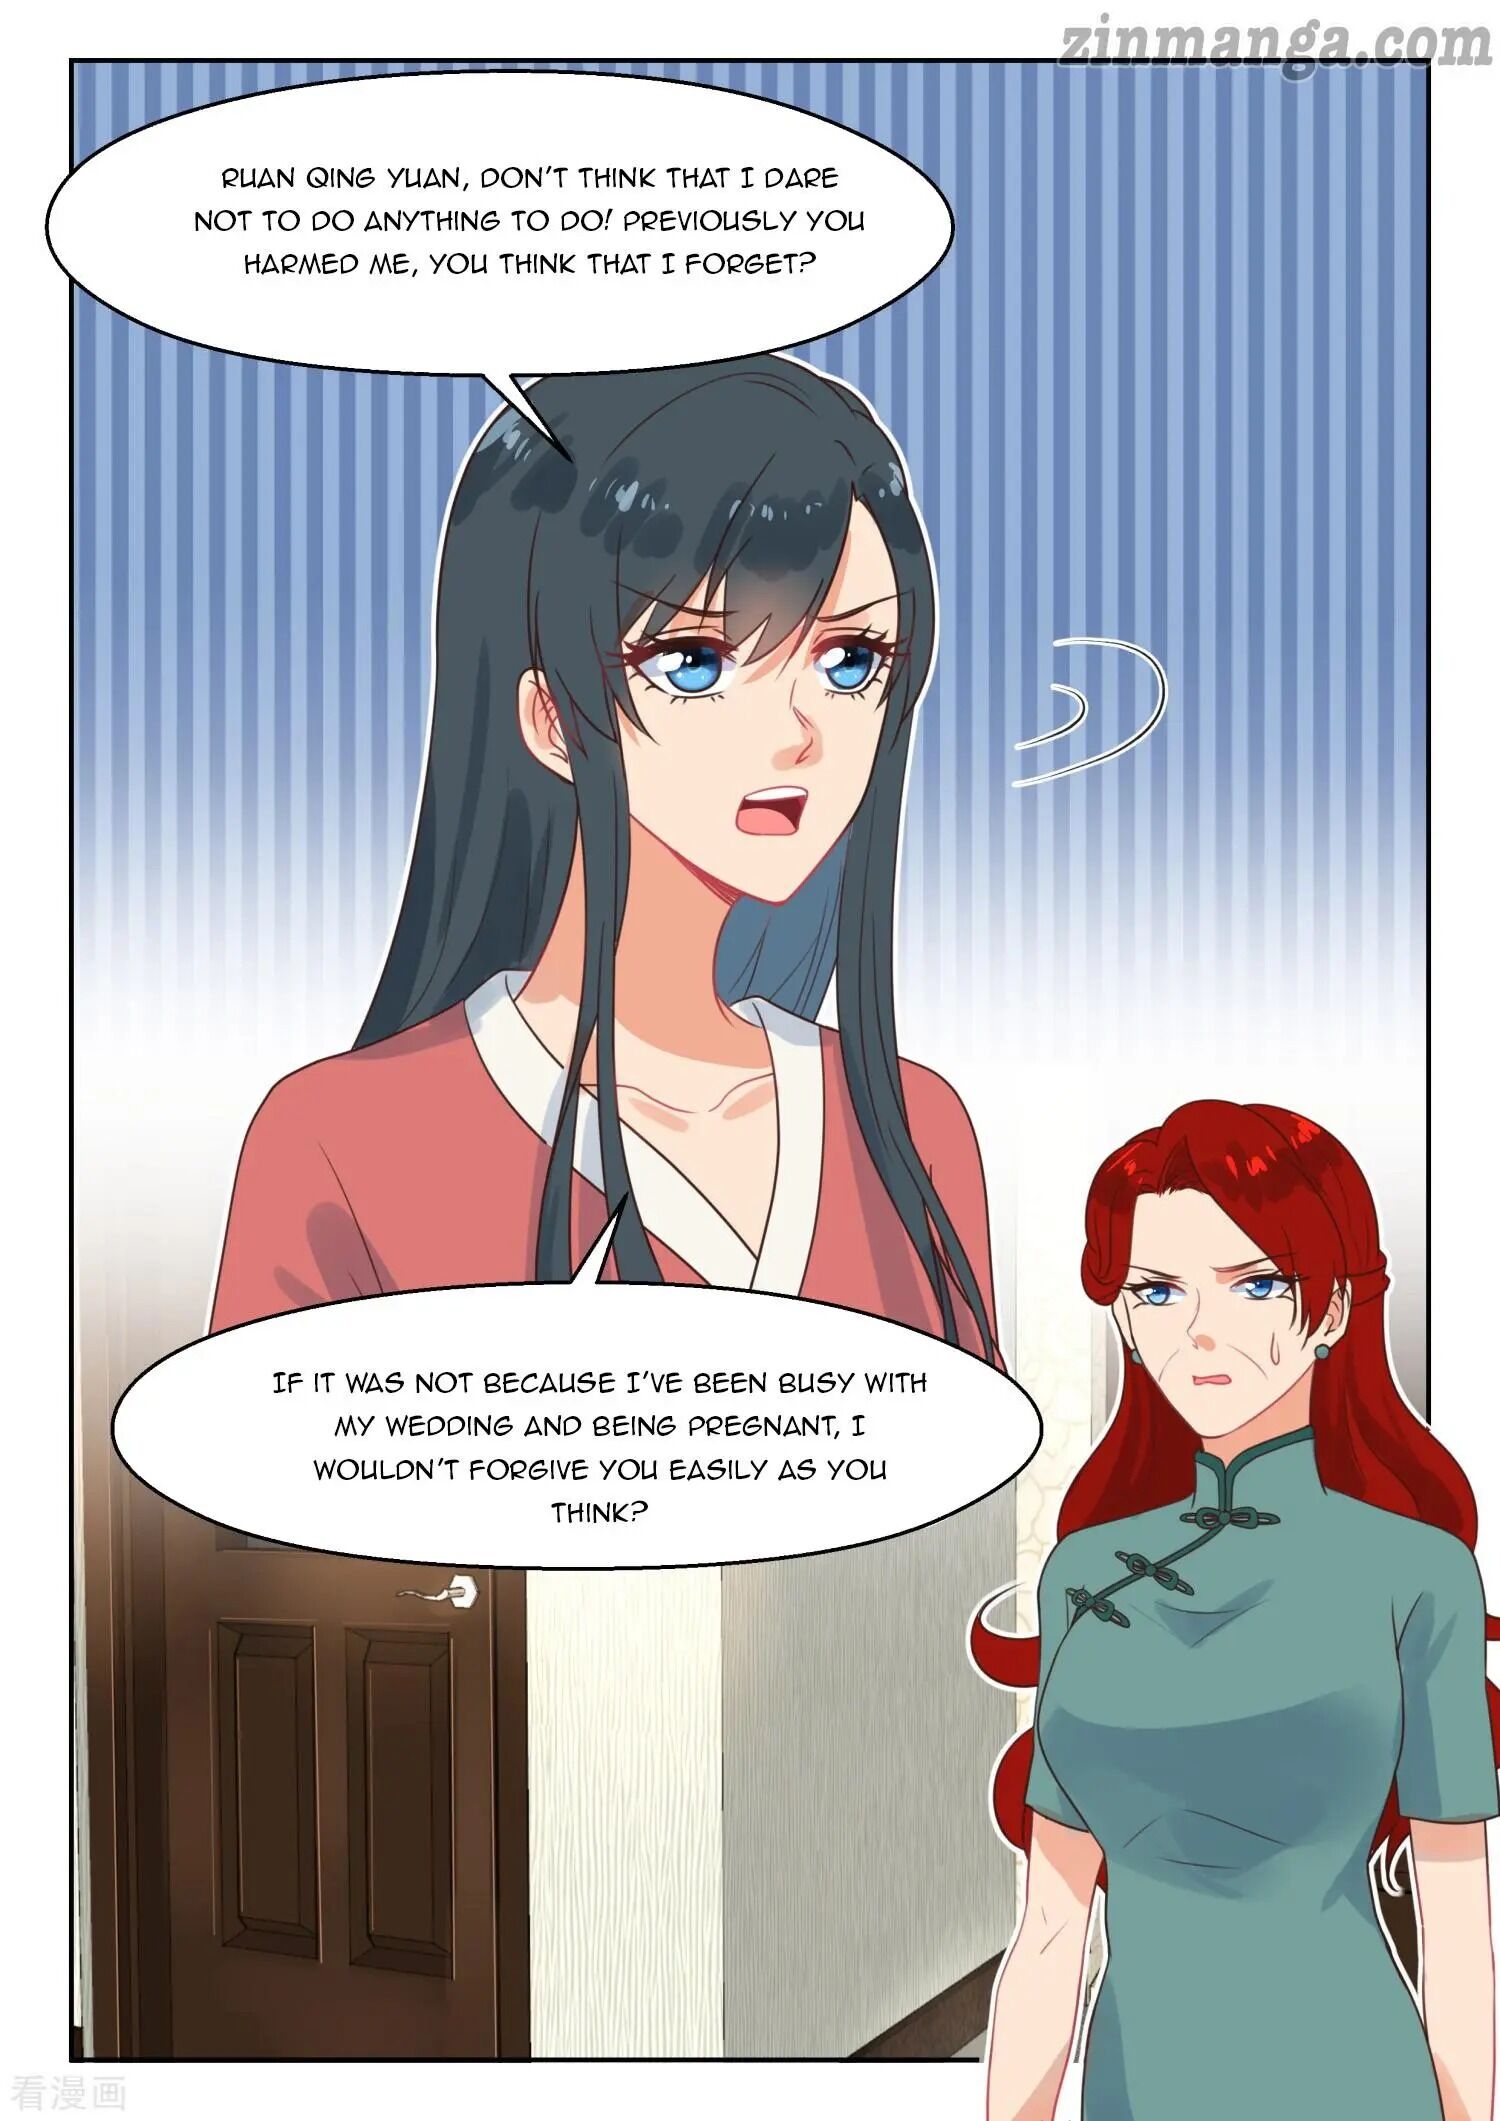 zinmanga.com
RUAN QING YUAN, DON'T THINK THAT I DARE
NOT TO DO ANYTHING TO DO! PREVIOUSLY YOU
HARMED ME, YOU THINK THAT I FORGET?
IF IT WAS NOT BECAUSE I'VE BEEN BUSY WITH
MY WEDDING AND BEING PREGNANT, I
WOULDN'T FORGIVE YOU EASILY AS YOU
THINK?
看漫画